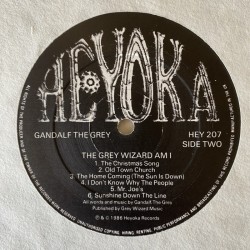 HEYOKA
GANDALF THE GREY
HEY 207
SIDE TWO
THE GREY WIZARD AM I
1. The Christmas Song
2. Old Town Church
3. The Home Coming (The Sun Is Down)
4. I Don't Know Why The People
5. Mr. Joe's
6. Sunshine Down The Line
All words and music by Gandalf The Grey
Published by Grey Wizard Music
℗ & © 1986 Heyoka Records